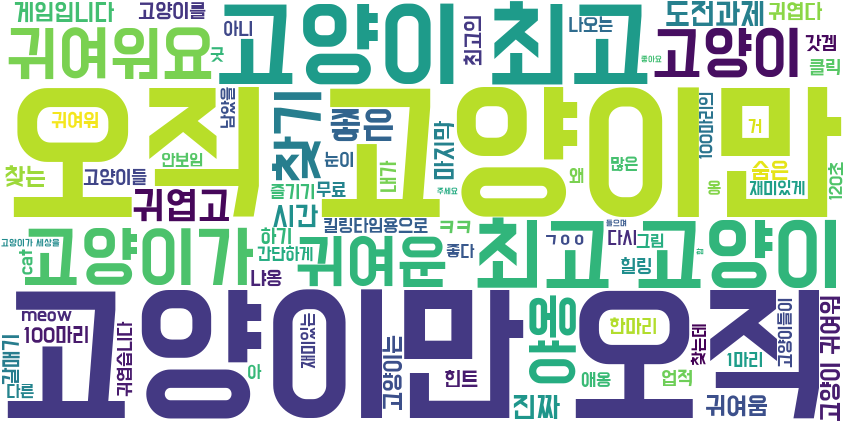 게임입니다 고양이를
귀여워요 굿
아니
고양이 최고
최고의
나오는
좋아요
도전과제 귀엽다
고양이 갓겜
클릭
오직 고양이만
귀여워
안보임
남았을
찾기
좋은
눈이
내가
마지막
주세요
왜
많은
100마리의
거
숨은
옹
재미있게
120초
찾는 고양이들
귀엽고
즐기기 무료
시간
킬링타임용으로 ㅋㅋ
고양이가 세상을
cat
고양이가
하기
간단하게
냐옹
귀여운
좋다
최고 고양이
ㄱㅇㅇ
들으며
다시 그림
힐링
고양이만 오직
meow
100마리
갈매기
다른
귀엽습니다
아
재미있는
고양이는
힌트
야옹
진짜
애옹
한마리
업적
찾는데
1마리
고양이들이
귀여움
고양이 귀여워